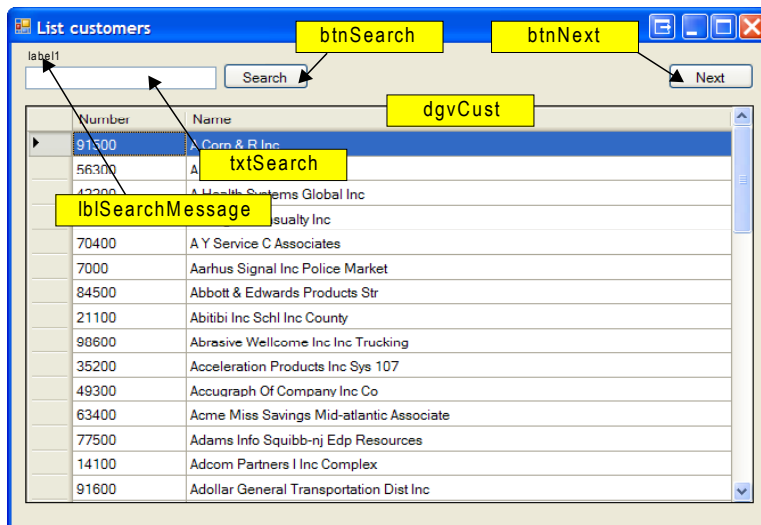 List customers
btnSearch
btnNext
label1
Search
Next
dgvCust
Number Name
91500 A Corp & R Inc
txtSearch
56300 A
A Health Systems Global Inc
lblSearchMessage
sualty Inc
70400 A Y Service C Associates
7000 Aarhus Signal Inc Police Market
84500 Abbott & Edwards Products Str
21100 Abitibi Inc Schl Inc County
98600 Abrasive Wellcome Inc Inc Trucking
35200 Acceleration Products Inc Sys 107
49300 Accugraph Of Company Inc Co
63400 Acme Miss Savings Mid-atlantic Associate
77500 Adams Info Squibb-nj Edp Resources
14100 Adcom Partners I Inc Complex
91600 Adollar General Transportation Dist Inc